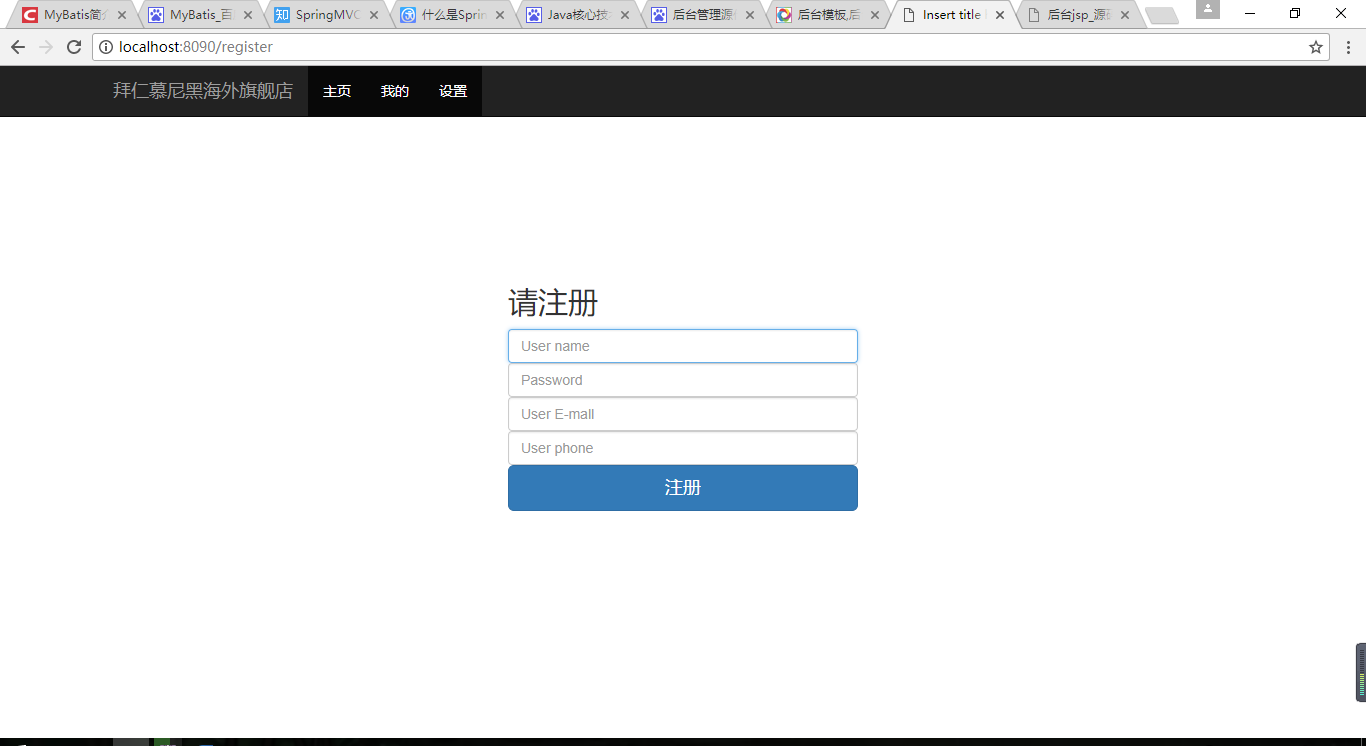 MyBatis简介
MyBatis_百
SpringMVC
什么是Sprin
Java核心技术
后台管理源
后台模板,后
Insert title
后台jsp_源
localhost:8090/register
拜仁慕尼黑海外旗舰店
主页
我的
设置
请注册
User name
Password
User E-mall
User phone
注册